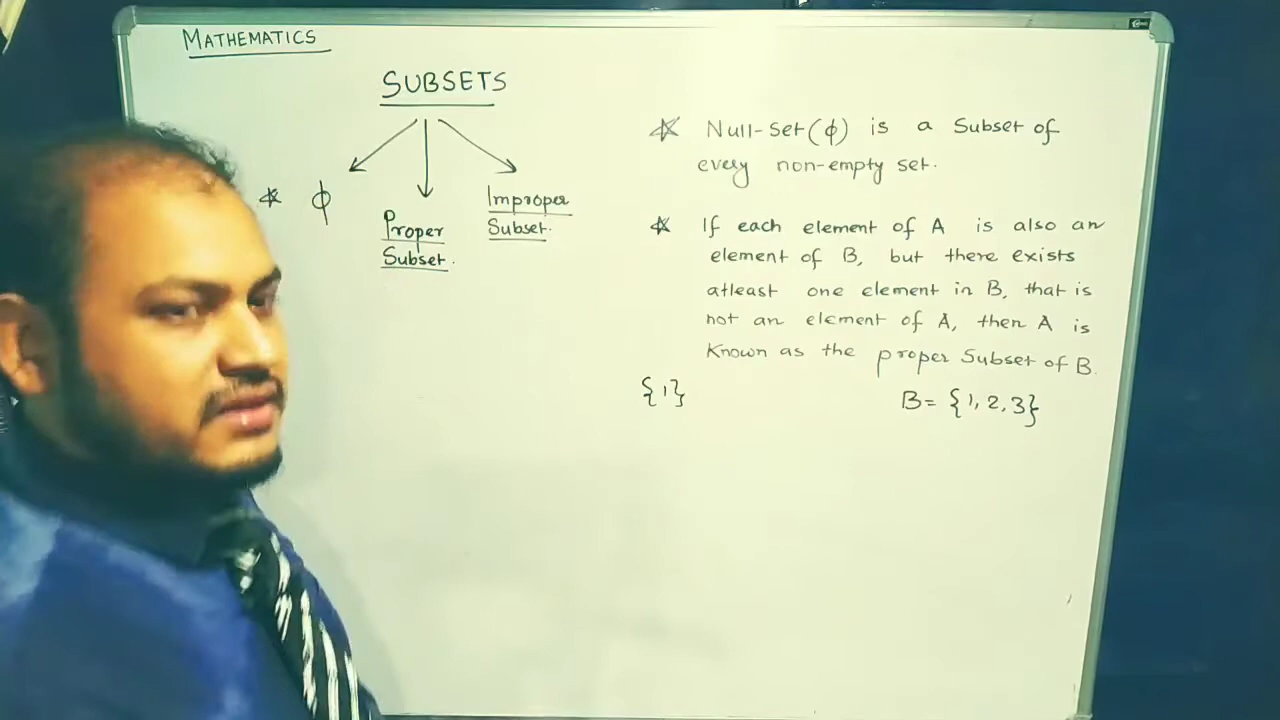 MATHEMATICS
SUBSETS
* ϕ
Proper
Subset.
Improper
Subset.
* Null-Set(ϕ) is a Subset of
every non-empty set.
* If each element of A is also an
element of B, but there exists
atleast one element in B, that is
not an element of A, then A is
Known as the proper Subset of B.
{1}
B= {1, 2, 3}